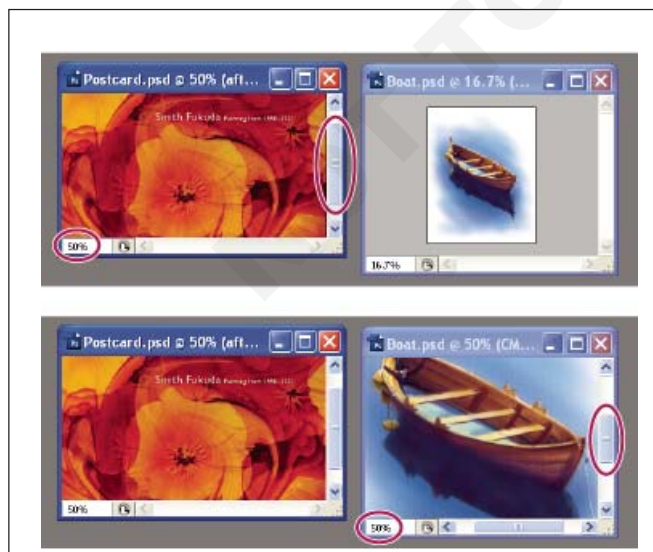 Postcard.psd @ 50% (aft...
Boat.psd @ 16.7% (...
Smith Fukuda
50%
16.7%
Postcard.psd @ 50% (aft...
Boat.psd @ 50% (CM...
Smith Fukuda
50%
50%